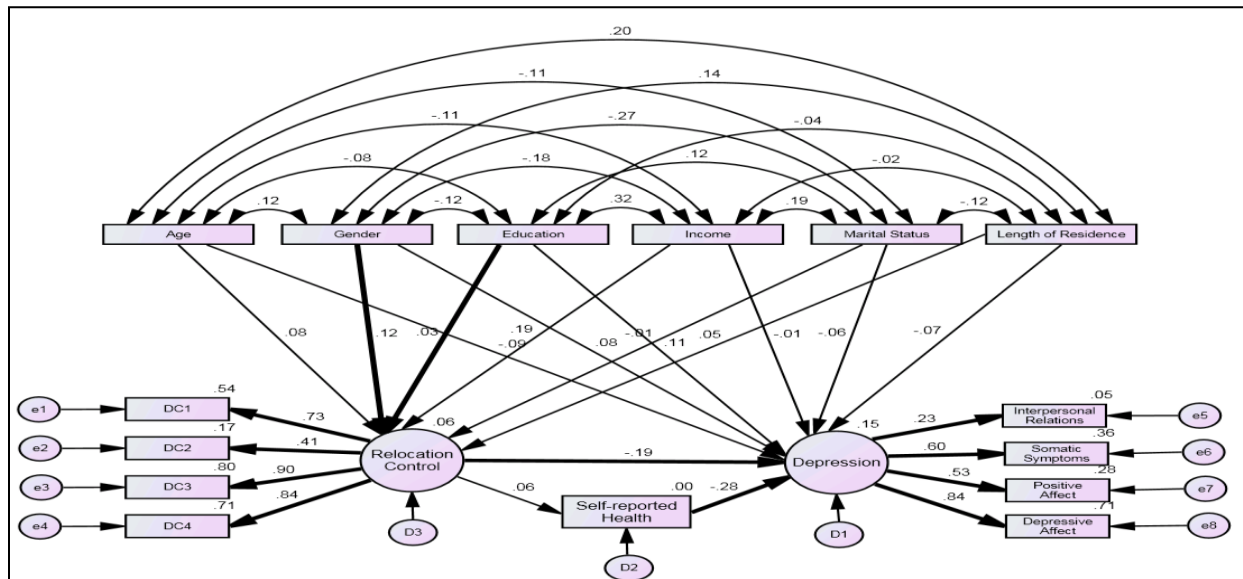 .20
-.11
.14
-.11
-.27
-.04
-.08
-.18
.12
-.02
.12
-.12
.32
.19
-.12
Age
Gender
Education
Income
Marital Status
Length of Residence
.08
.12
.03
.19
-.09
-.01
.08
.11
.05
-.01
-.06
-.07
e1
DC1
.54
.73
e2
DC2
.17
.41
e3
DC3
.80
.90
e4
DC4
.71
.84
.06
Relocation
Control
D3
-.19
.06
.00
-.28
Self-reported
Health
D2
.15
Depression
D1
.23
.05
Interpersonal
Relations
e5
.60
.36
Somatic
Symptoms
e6
.53
.28
Positive
Affect
e7
.84
.71
Depressive
Affect
e8